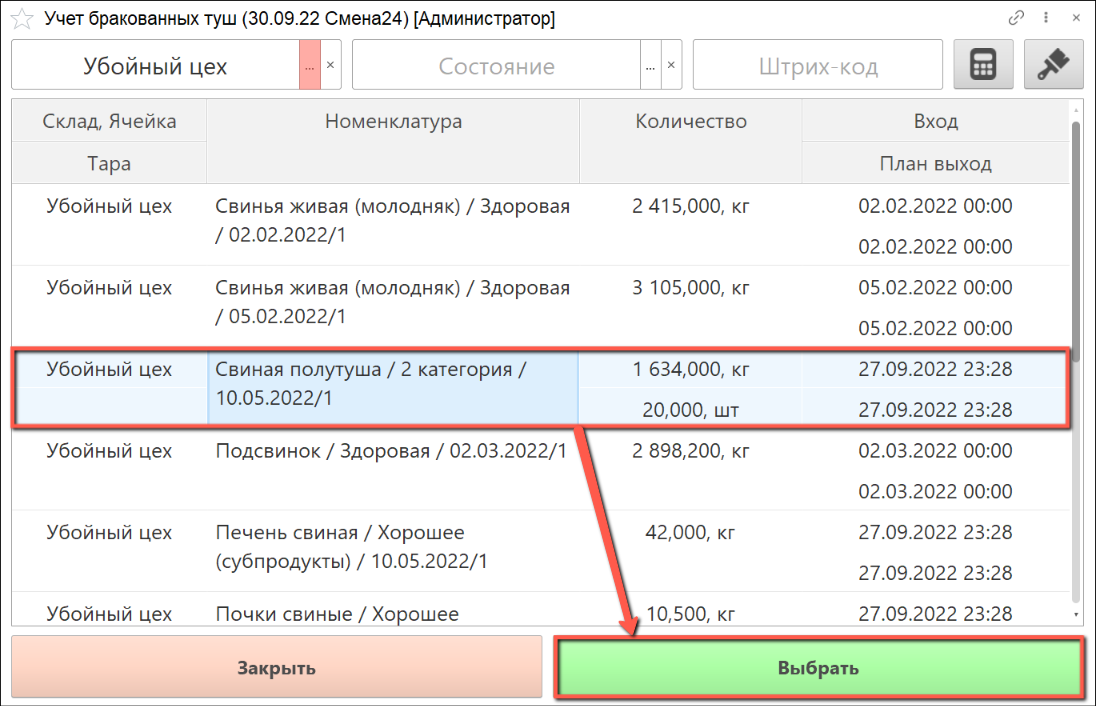 Учет бракованных туш (30.09.22 Смена24) [Администратор]
Убойный цех ... × Состояние ... × Штрих-код
Склад, Ячейка Номенклатура Количество Вход
Тара План выход
Убойный цех Свинья живая (молодняк) / Здоровая 2 415,000, кг 02.02.2022 00:00
/ 02.02.2022/1 02.02.2022 00:00
Убойный цех Свинья живая (молодняк) / Здоровая 3 105,000, кг 05.02.2022 00:00
/ 05.02.2022/1 05.02.2022 00:00
Убойный цех Свиная полутуша / 2 категория / 1 634,000, кг 27.09.2022 23:28
10.05.2022/1 20,000, шт 27.09.2022 23:28
Убойный цех Подсвинок / Здоровая / 02.03.2022/1 2 898,200, кг 02.03.2022 00:00
02.03.2022 00:00
Убойный цех Печень свиная / Хорошее 42,000, кг 27.09.2022 23:28
(субпродукты) / 10.05.2022/1 27.09.2022 23:28
Убойный цех Почки свиные / Хорошее 10,500, кг 27.09.2022 23:28
Закрыть Выбрать